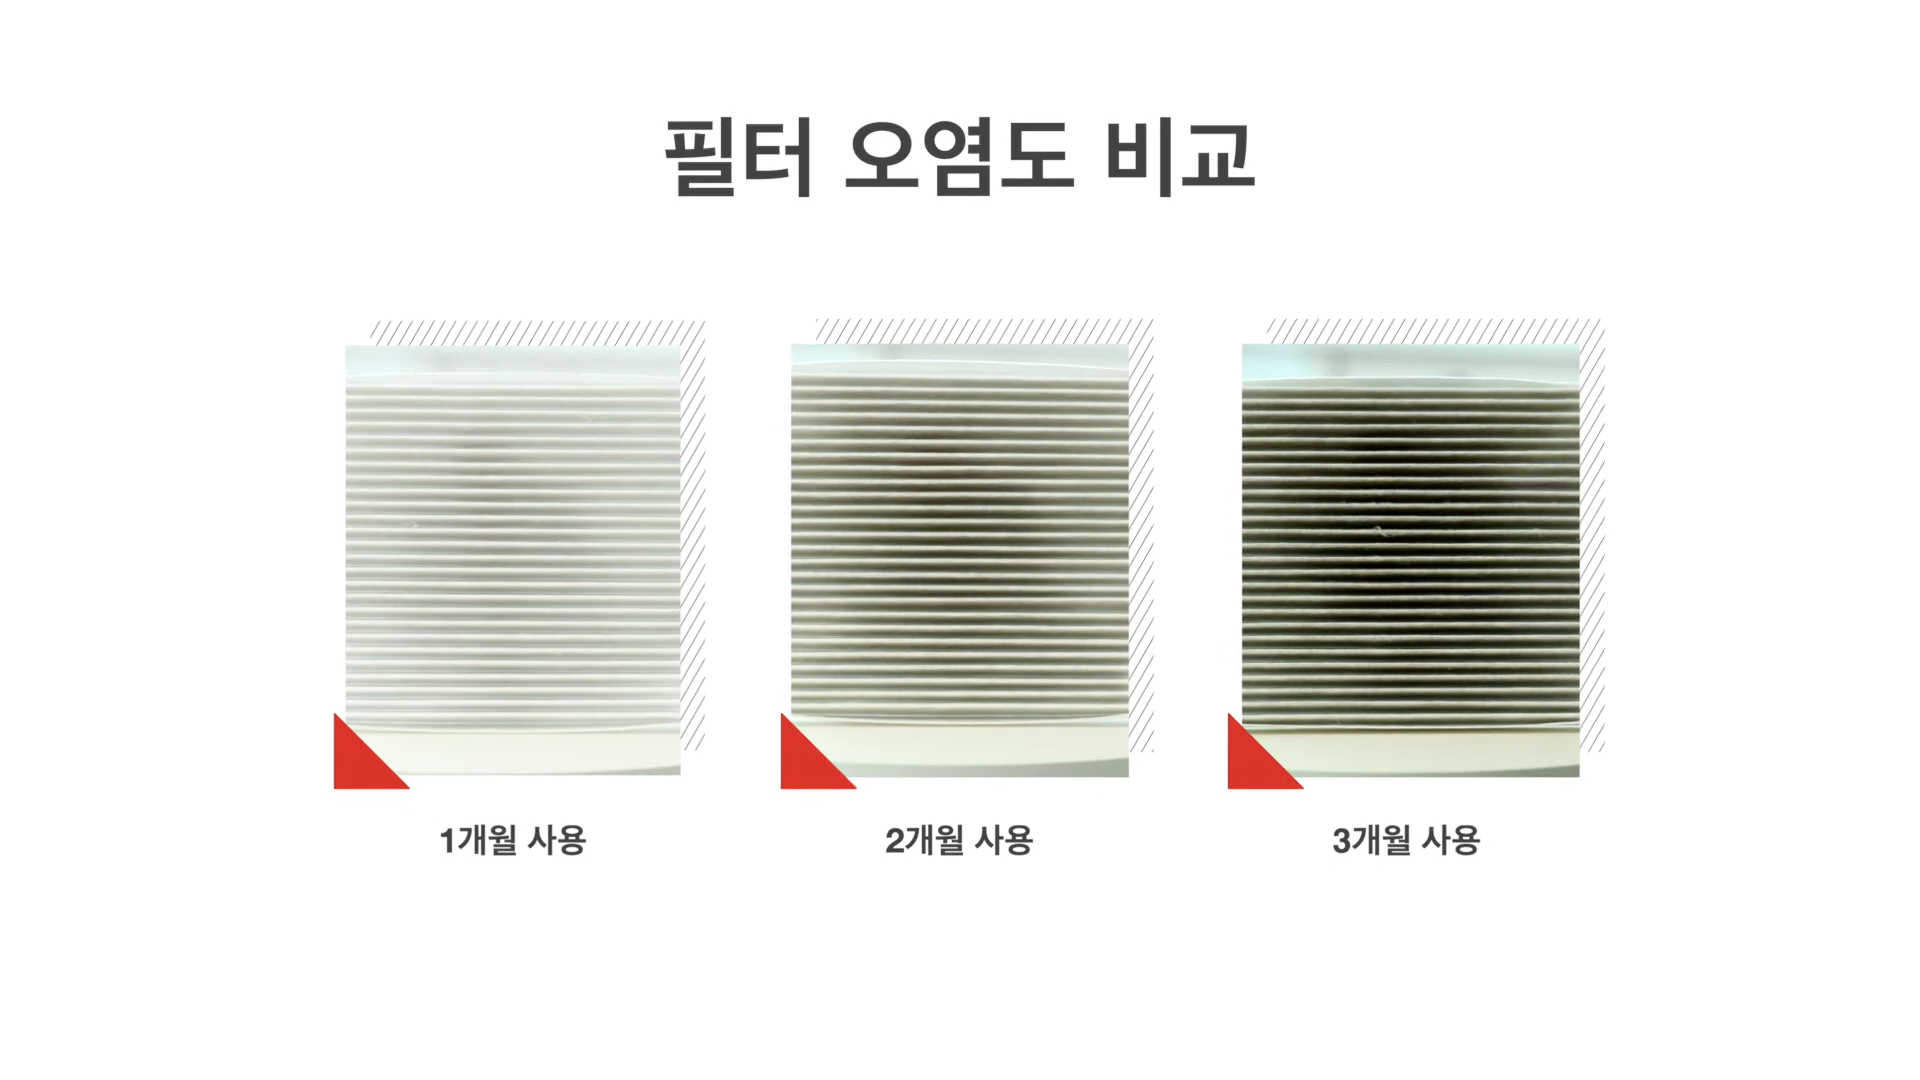 필터 오염도 비교
1개월 사용
2개월 사용
3개월 사용